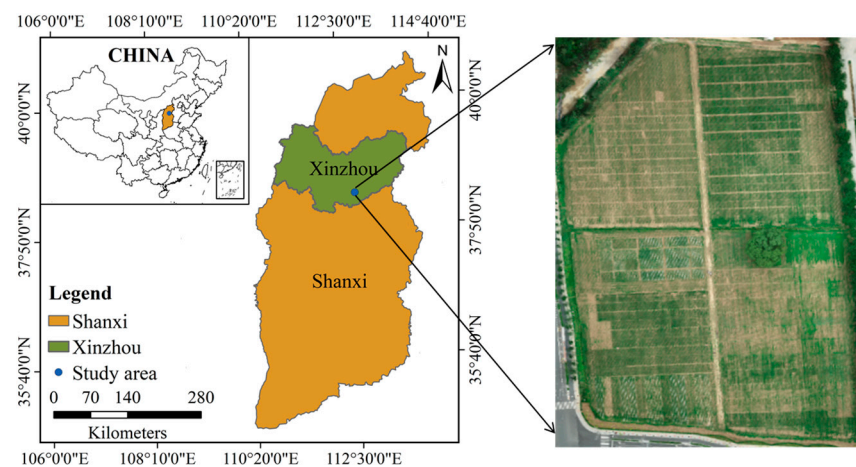 106°0'0"E
108°10'0"E
110°20'0"E
112°30'0"E
114°40'0"E
CHINA
N
40°0'0"N
40°0'0"N
Xinzhou
37°50'0"N
37°50'0"N
Shanxi
Legend
Shanxi
Xinzhou
Study area
35°40'0"N
35°40'0"N
0 70 140 280
Kilometers
106°0'0"E
108°10'0"E
110°20'0"E
112°30'0"E